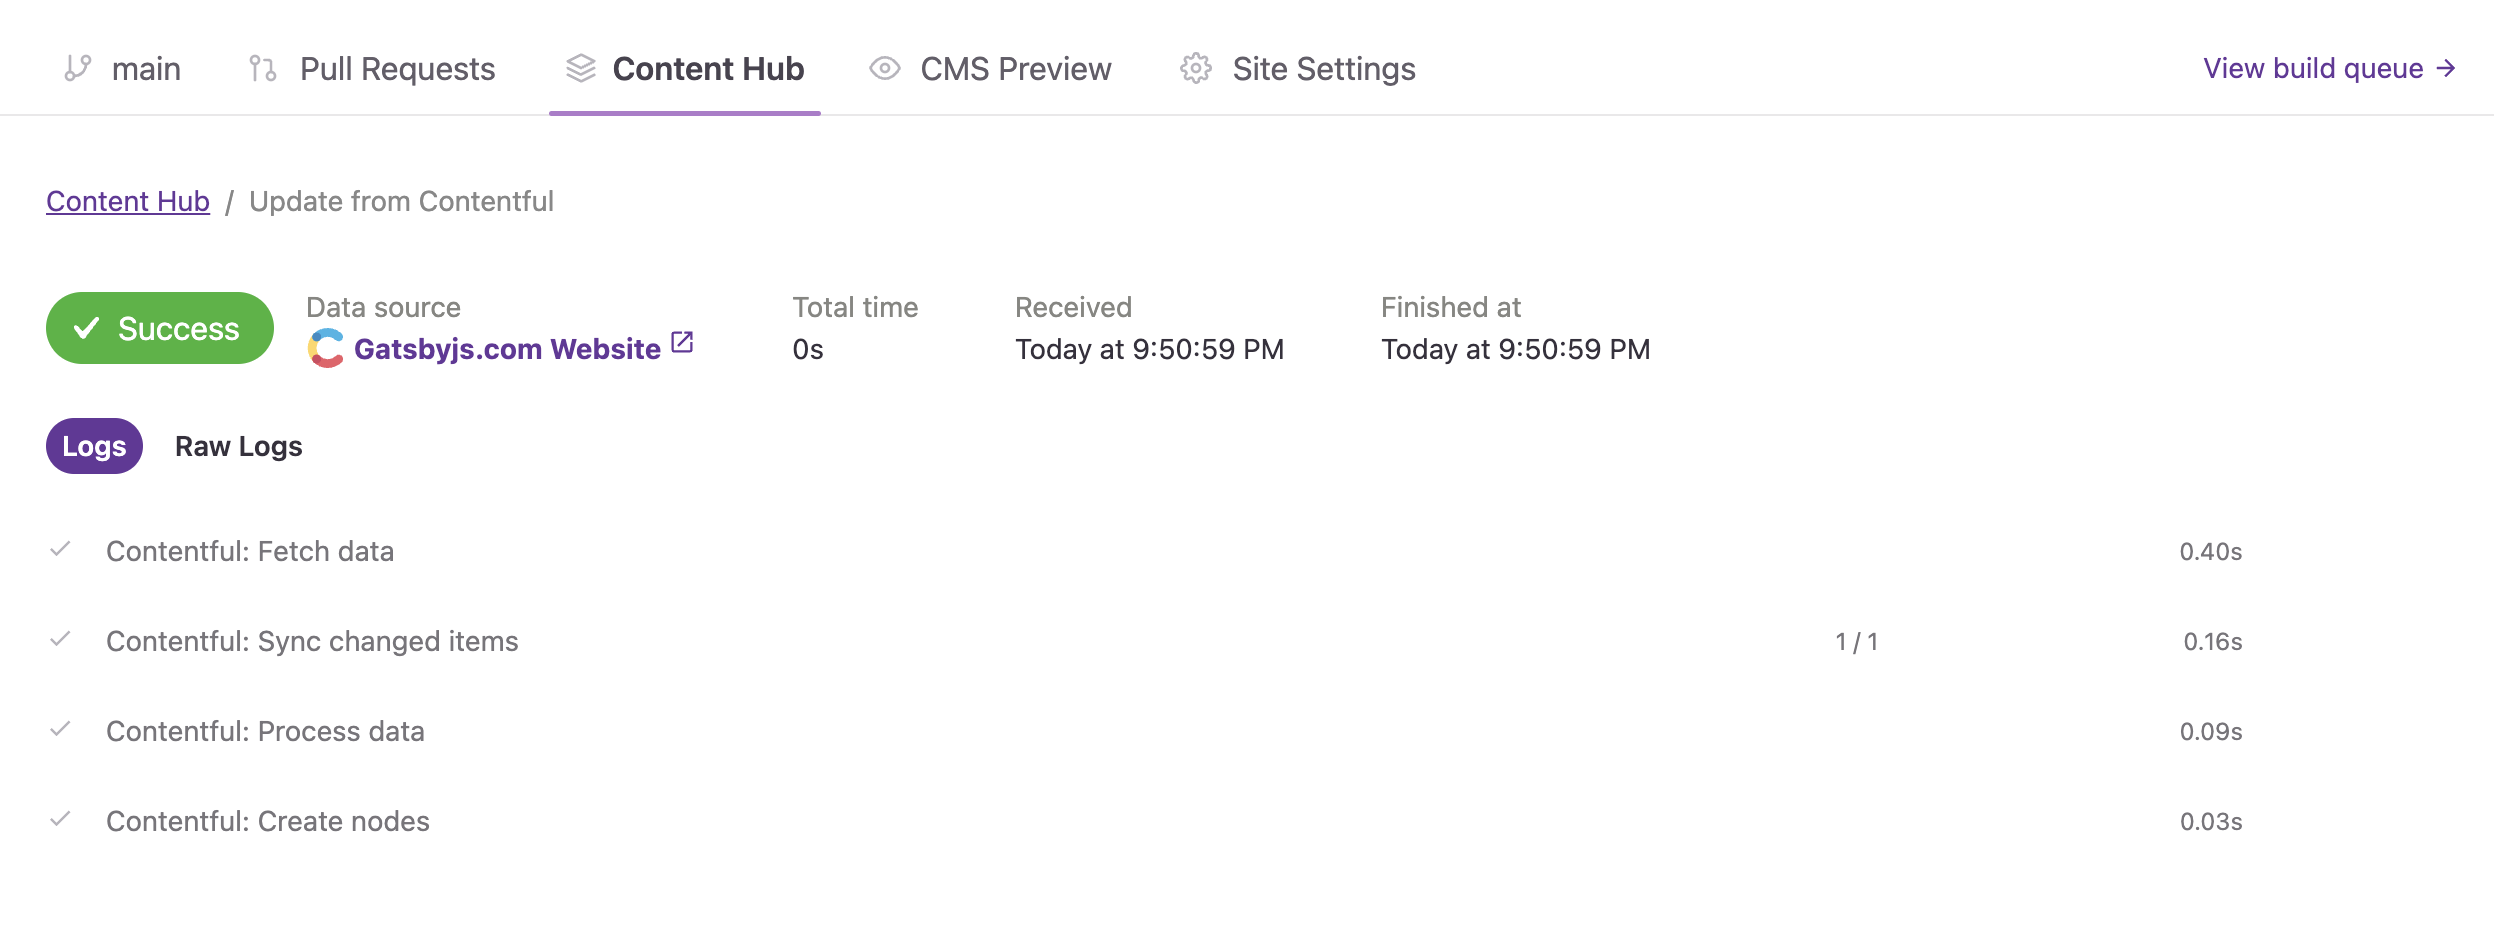 main Pull Requests Content Hub CMS Preview Site Settings View build queue →
Content Hub / Update from Contentful
Success
Data source Total time Received Finished at
Gatsbyjs.com Website 0s Today at 9:50:59 PM Today at 9:50:59 PM
Logs Raw Logs
Contentful: Fetch data 0.40s
Contentful: Sync changed items 1 / 1 0.16s
Contentful: Process data 0.09s
Contentful: Create nodes 0.03s